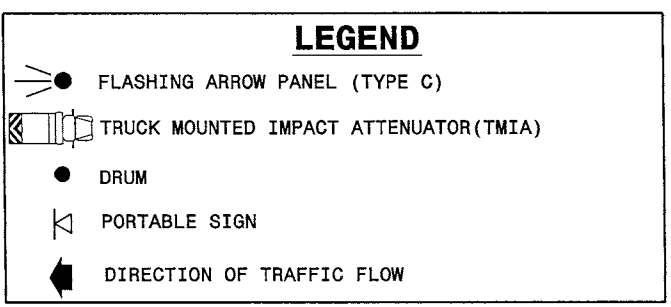 LEGEND
FLASHING ARROW PANEL (TYPE C)
TRUCK MOUNTED IMPACT ATTENUATOR(TMIA)
DRUM
PORTABLE SIGN
DIRECTION OF TRAFFIC FLOW